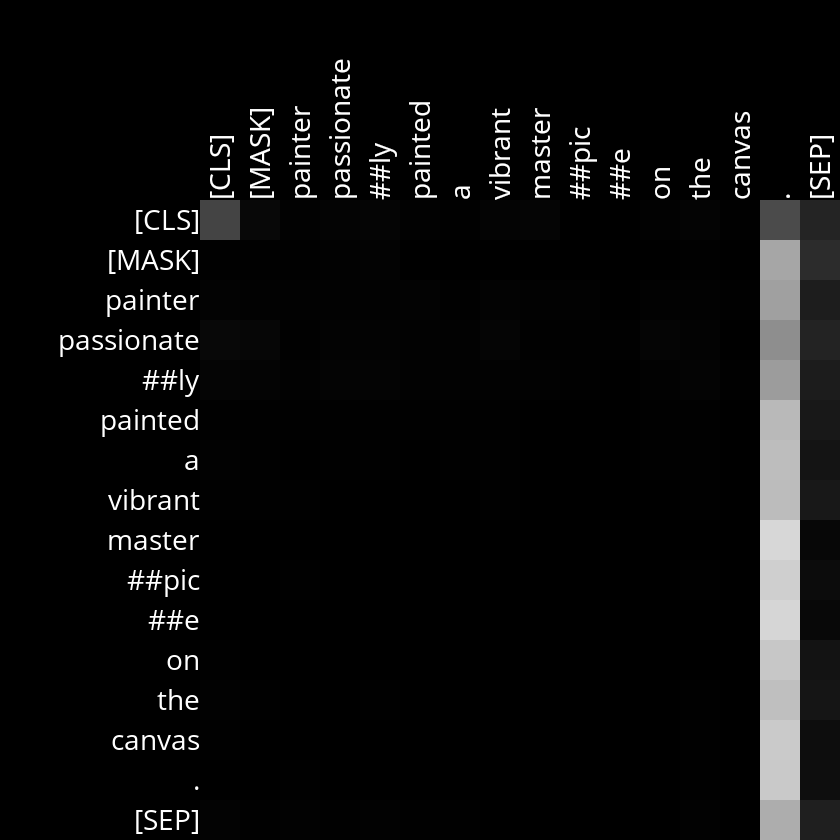 [CLS] [MASK] painter passionate ##ly painted a vibrant master ##pic ##e on the canvas . [SEP]
[CLS]
[MASK]
painter
passionate
##ly
painted
a
vibrant
master
##pic
##e
on
the
canvas
.
[SEP]